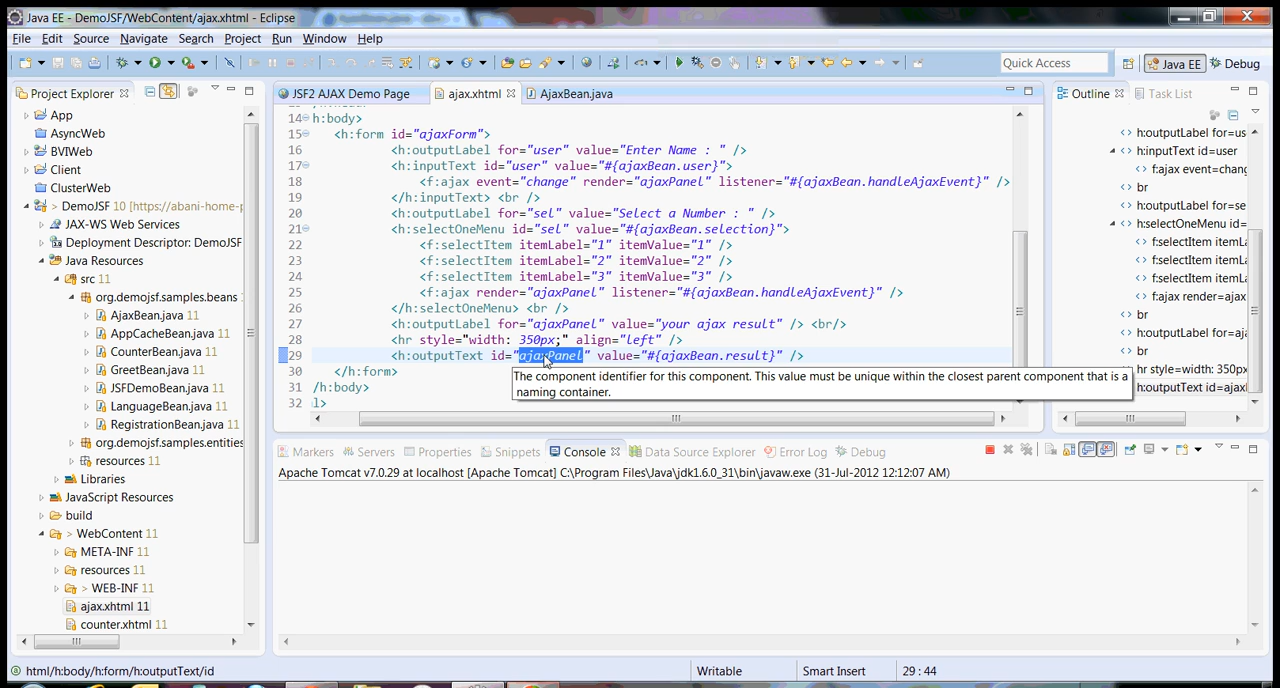 Java EE - DemoJSF/WebContent/ajax.xhtml - Eclipse
File Edit Source Navigate Search Project Run Window Help
Quick Access Java EE Debug
Project Explorer
App
AsyncWeb
BVIWeb
Client
ClusterWeb
> DemoJSF 10 [https://abani-home-p
JAX-WS Web Services
Deployment Descriptor: DemoJSF
Java Resources
src 11
org.demojsf.samples.beans
AjaxBean.java 11
AppCacheBean.java 11
CounterBean.java 11
GreetBean.java 11
JSFDemoBean.java 11
LanguageBean.java 11
RegistrationBean.java 11
org.demojsf.samples.entities
resources 11
Libraries
JavaScript Resources
build
> WebContent 11
META-INF 11
resources 11
> WEB-INF 11
ajax.xhtml 11
counter.xhtml 11
JSF2 AJAX Demo Page ajax.xhtml AjaxBean.java
14 h:body>
15 <h:form id="ajaxForm">
16 <h:outputLabel for="user" value="Enter Name : " />
17 <h:inputText id="user" value="#{ajaxBean.user}">
18 <f:ajax event="change" render="ajaxPanel" listener="#{ajaxBean.handleAjaxEvent}" />
19 </h:inputText> <br />
20 <h:outputLabel for="sel" value="Select a Number : " />
21 <h:selectOneMenu id="sel" value="#{ajaxBean.selection}">
22 <f:selectItem itemLabel="1" itemValue="1" />
23 <f:selectItem itemLabel="2" itemValue="2" />
24 <f:selectItem itemLabel="3" itemValue="3" />
25 <f:ajax render="ajaxPanel" listener="#{ajaxBean.handleAjaxEvent}" />
26 </h:selectOneMenu> <br />
27 <h:outputLabel for="ajaxPanel" value="your ajax result" /> <br/>
28 <hr style="width: 350px;" align="left" />
29 <h:outputText id="ajaxPanel" value="#{ajaxBean.result}" />
30 </h:form>
31 /h:body>
32 l>
The component identifier for this component. This value must be unique within the closest parent component that is a
naming container.
Outline Task List
h:outputLabel for=us
h:inputText id=user
f:ajax event=chang
br
h:outputLabel for=se
h:selectOneMenu id=
f:selectItem itemLa
f:selectItem itemLa
f:selectItem itemLa
f:ajax render=ajax
br
h:outputLabel for=aj
br
hr style=width: 350px
h:outputText id=ajaxl
Markers Servers Properties Snippets Console Data Source Explorer Error Log Debug
Apache Tomcat v7.0.29 at localhost [Apache Tomcat] C:\Program Files\Java\jdk1.6.0_31\bin\javaw.exe (31-Jul-2012 12:12:07 AM)
html/h:body/h:form/h:outputText/id Writable Smart Insert 29 : 44